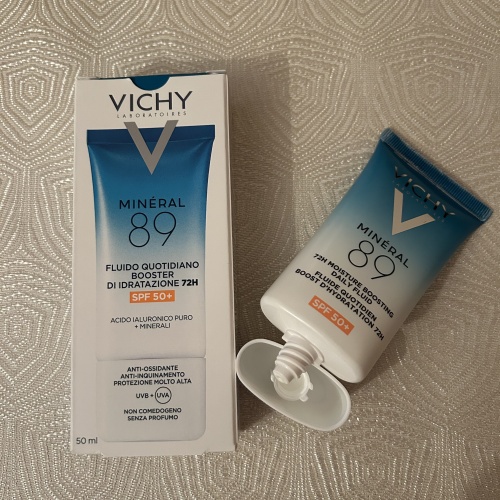 VICHY
LABORATOIRES
MINÉRAL
89
FLUIDO QUOTIDIANO
BOOSTER
DI IDRATAZIONE 72H
SPF 50+
ACIDO IALURONICO PURO
+ MINERALI
ANTI-OSSIDANTE
ANTI-INQUINAMENTO
PROTEZIONE MOLTO ALTA
UVB + UVA
NON COMEDOGENO
SENZA PROFUMO
50 ml
VICHY
MINÉRAL
89
72H MOISTURE BOOSTING
DAILY FLUID
FLUIDE QUOTIDIEN
BOOST D'HYDRATATION 72H
SPF 50+